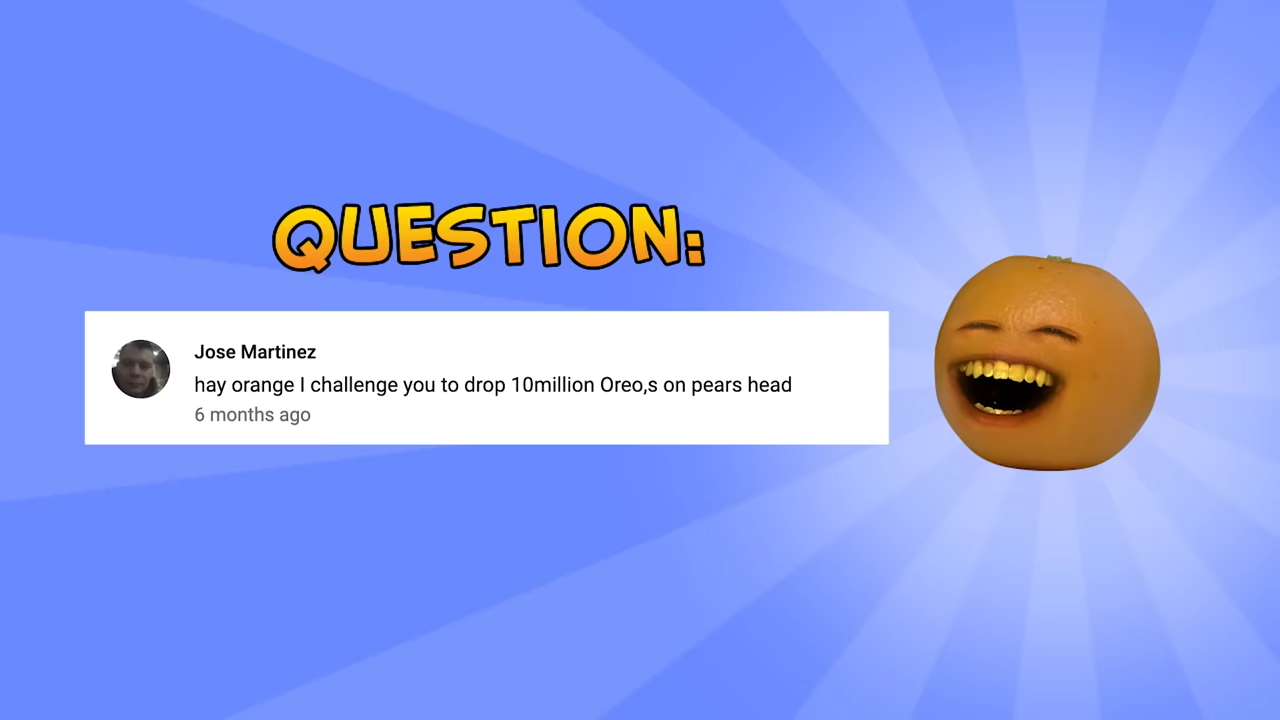 QUESTION:
Jose Martinez
hay orange I challenge you to drop 10million Oreo,s on pears head
6 months ago